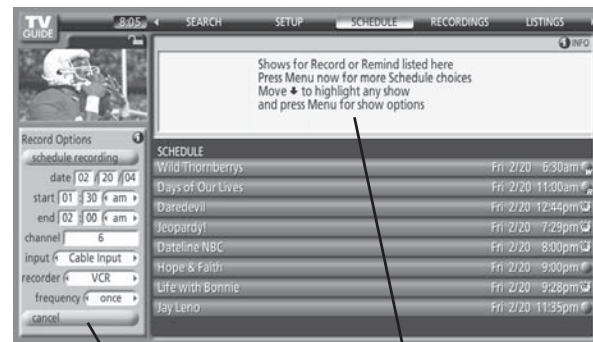 TV GUIDE
8:05
SEARCH SETUP SCHEDULE RECORDINGS LISTINGS
INFO
Shows for Record or Remind listed here
Press Menu now for more Schedule choices
Move to highlight any show
and press Menu for show options
Record Options
schedule recording
date 02 / 20 / 04
start 01 : 30 am
end 02 : 00 am
channel 6
input Cable Input
recorder VCR
frequency once
cancel
SCHEDULE
Wild Thornberrys Fri 2/20 6:30am
Days of Our Lives Fri 2/20 11:00am
Daredevil Fri 2/20 12:44pm
Jeopardy! Fri 2/20 7:29pm
Dateline NBC Fri 2/20 8:00pm
Hope & Faith Fri 2/20 9:00pm
Life with Bonnie Fri 2/20 9:28pm
Jay Leno Fri 2/20 11:35pm